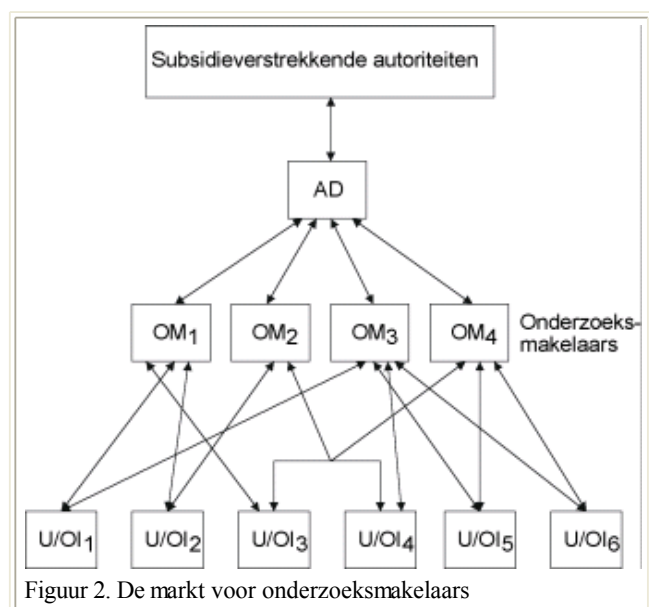 Subsidieverstrekkende autoriteiten
AD
OM1 OM2 OM3 OM4 Onderzoeks-
makelaars
U/OI1 U/OI2 U/OI3 U/OI4 U/OI5 U/OI6
Figuur 2. De markt voor onderzoeksmakelaars